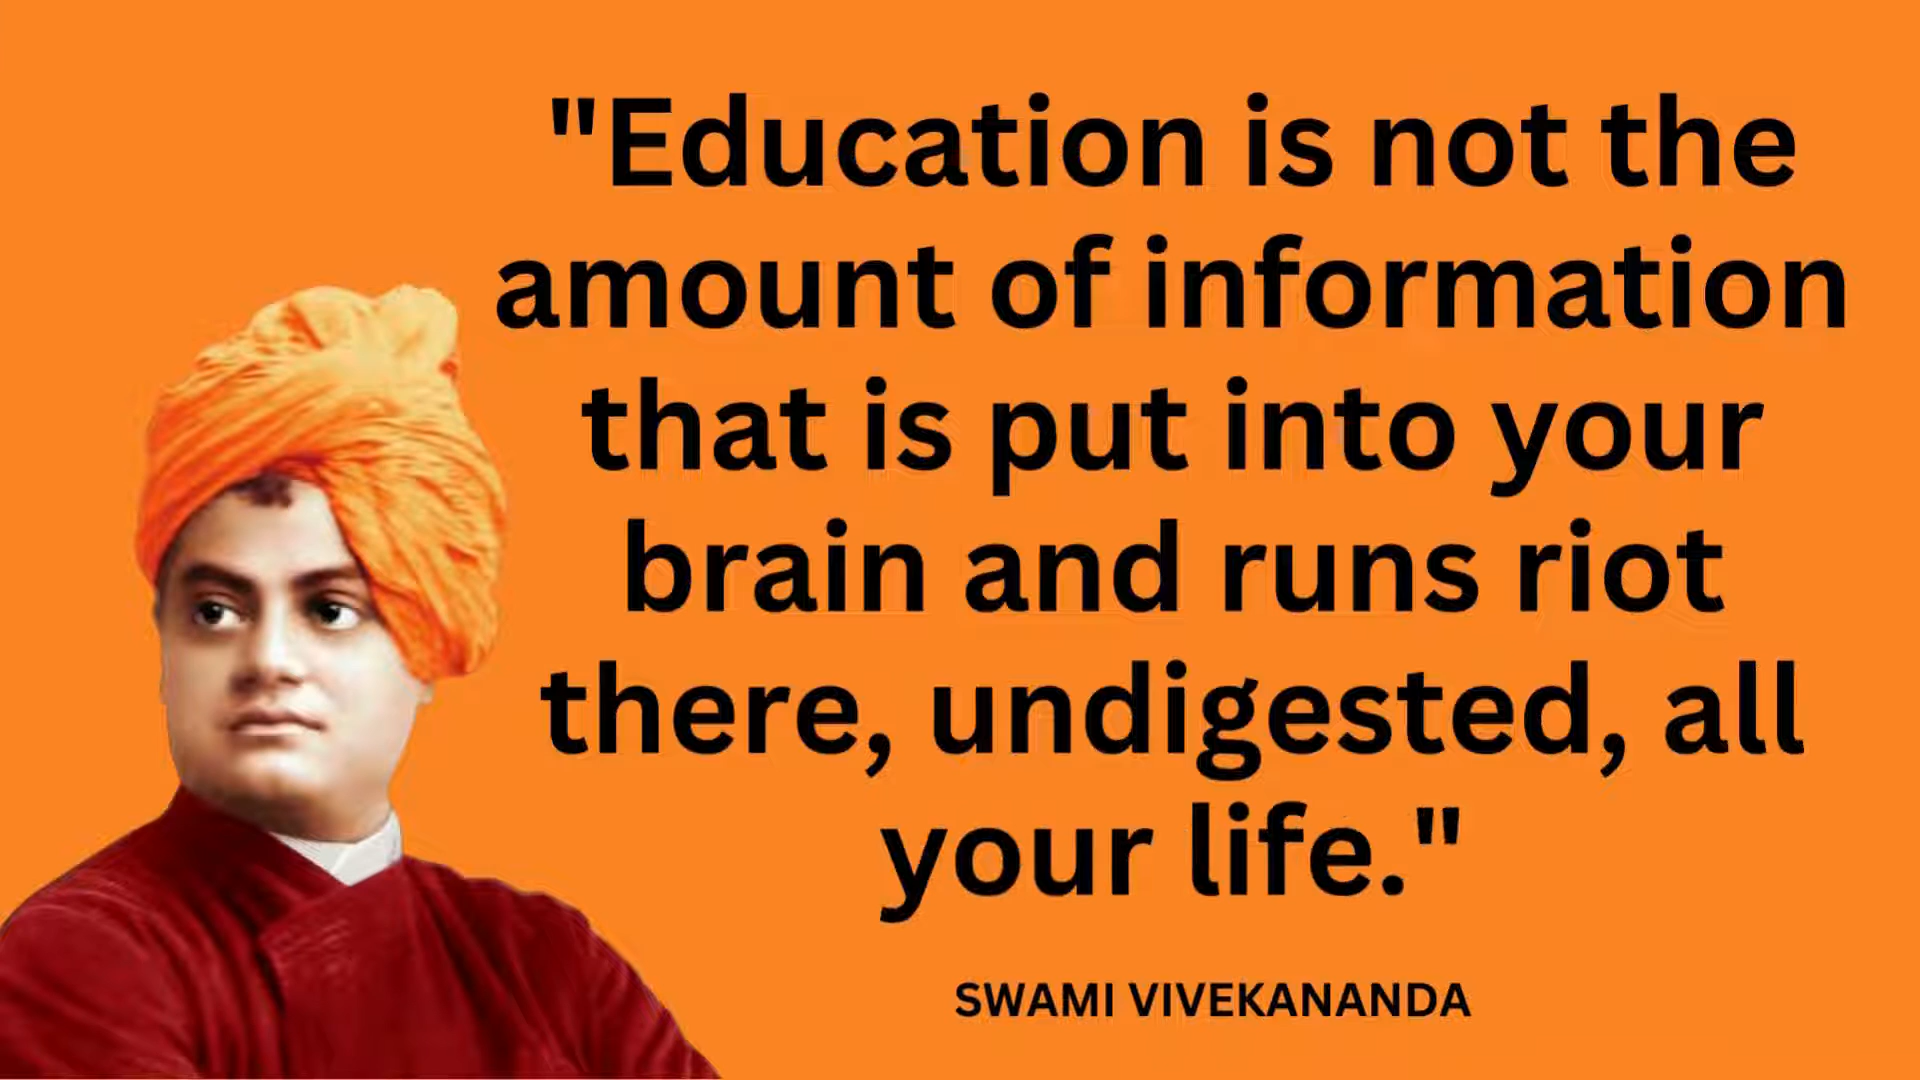 "Education is not the
amount of information
that is put into your
brain and runs riot
there, undigested, all
your life."
SWAMI VIVEKANANDA